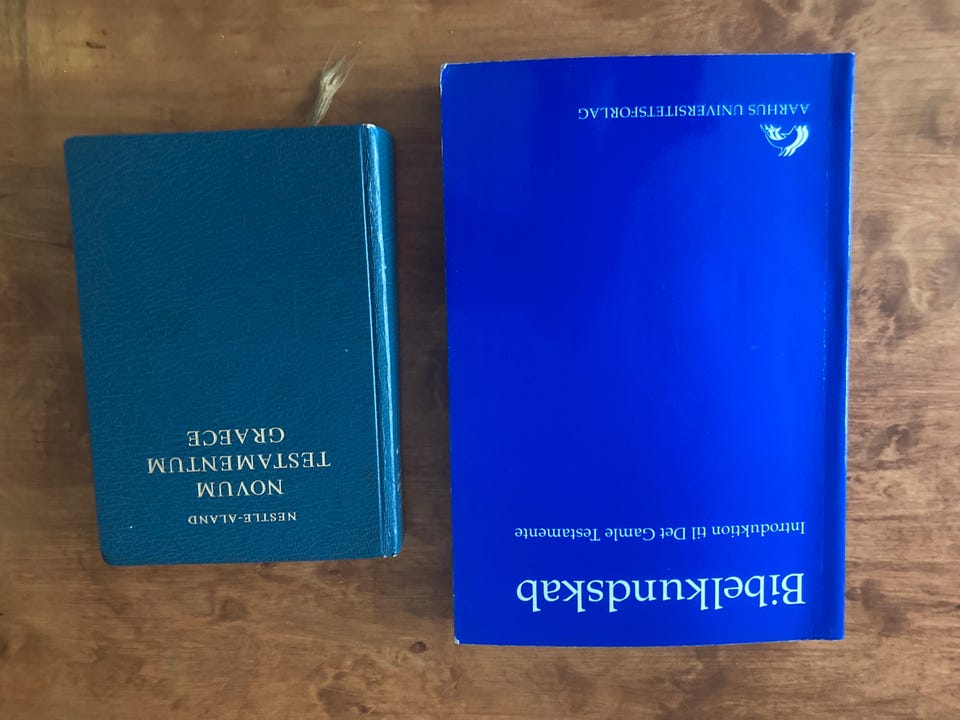 NESTLE-ALAND
NOVUM
TESTAMENTUM
GRAECE
Bibelkundskab
Introduktion til Det Gamle Testamente
AARHUS UNIVERSITETSFORLAG